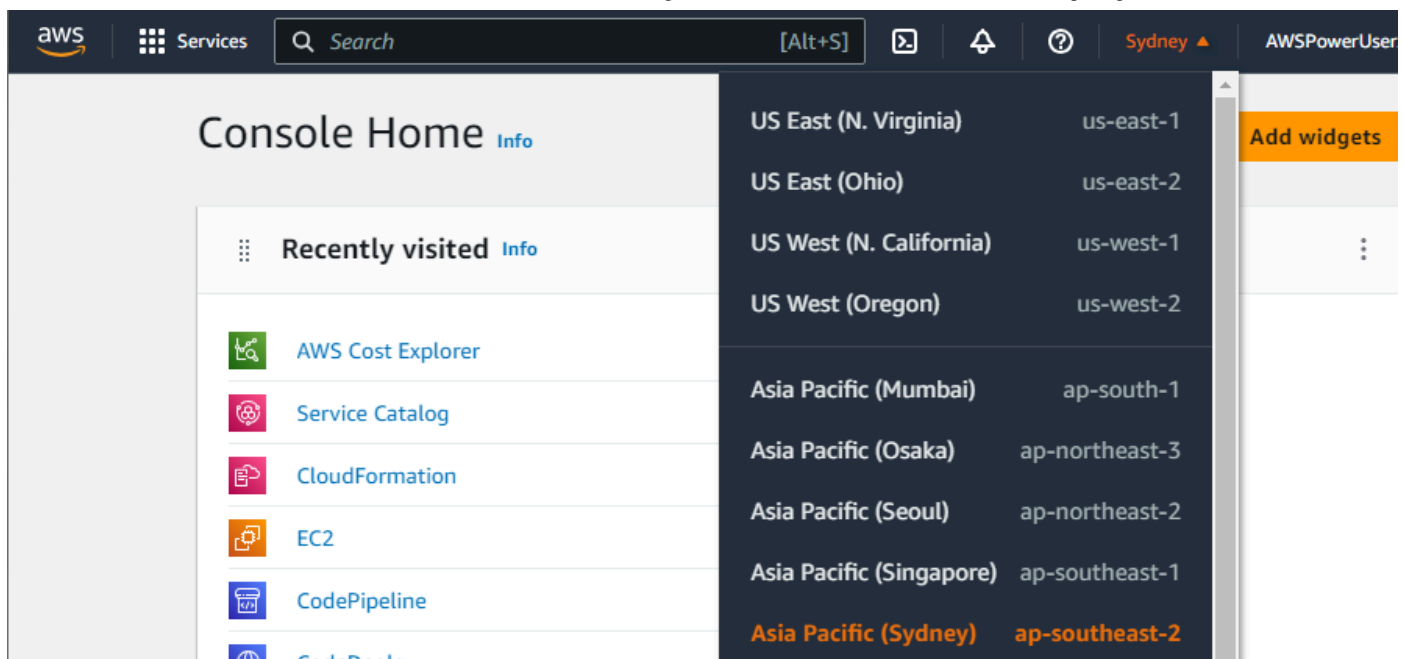 aws
Services
Search [Alt+S]
Sydney
AWSPowerUser
Console Home Info
Add widgets
Recently visited Info
AWS Cost Explorer
Service Catalog
CloudFormation
EC2
CodePipeline
US East (N. Virginia) us-east-1
US East (Ohio) us-east-2
US West (N. California) us-west-1
US West (Oregon) us-west-2
Asia Pacific (Mumbai) ap-south-1
Asia Pacific (Osaka) ap-northeast-3
Asia Pacific (Seoul) ap-northeast-2
Asia Pacific (Singapore) ap-southeast-1
Asia Pacific (Sydney) ap-southeast-2